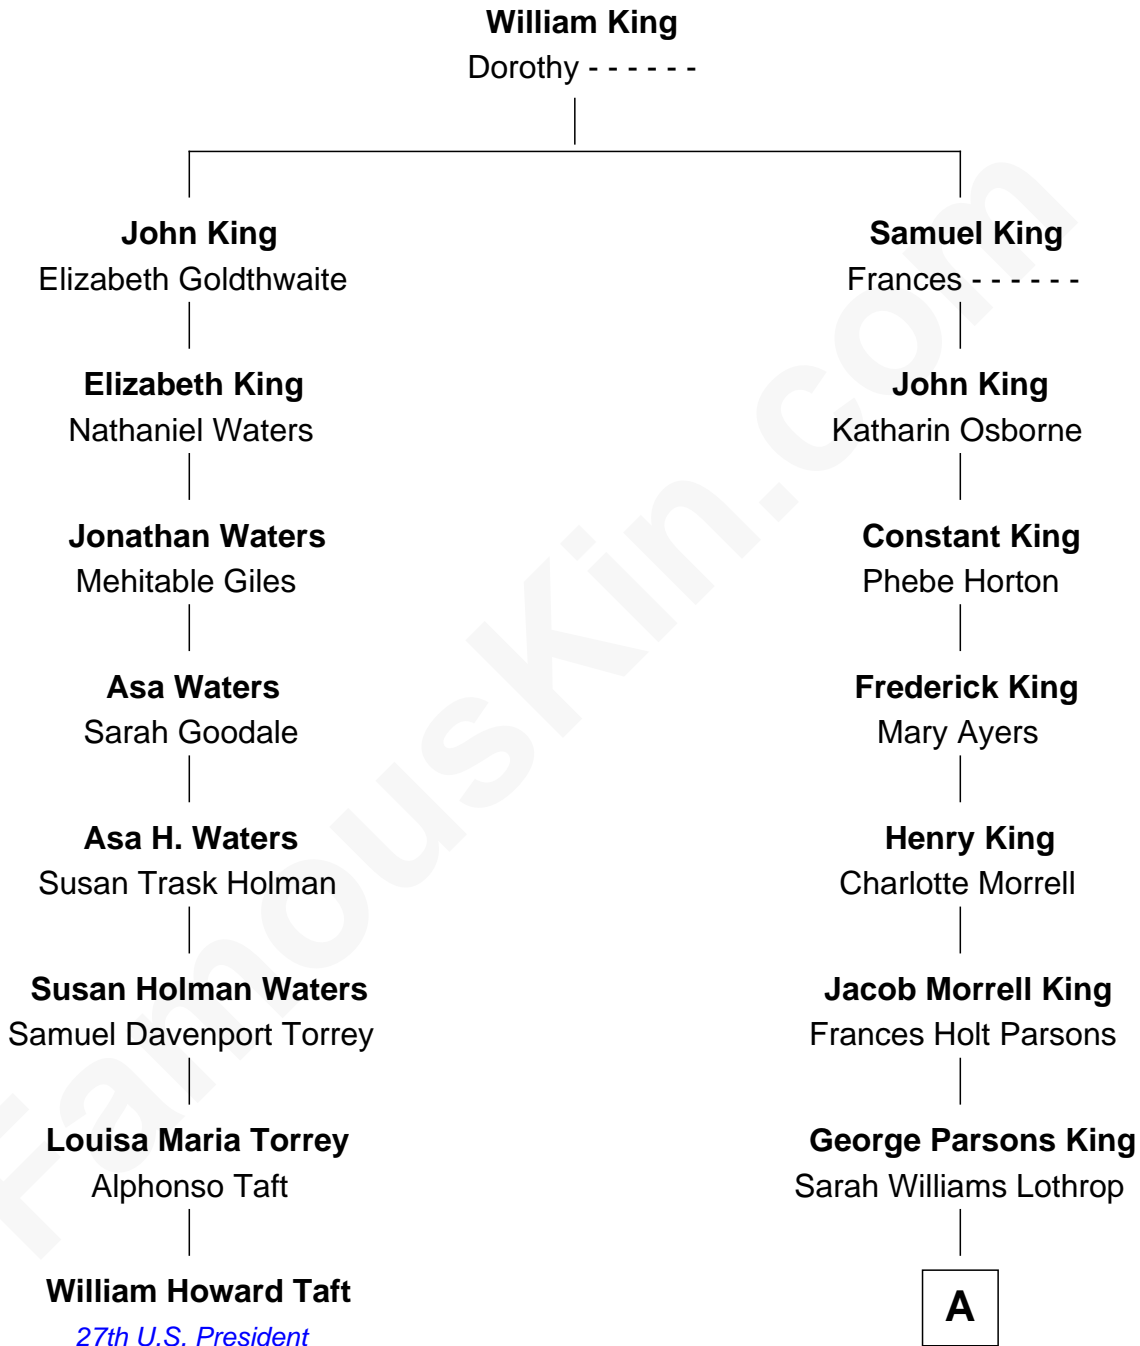 William King
Dorothy - - - - - -
John King
Elizabeth Goldthwaite
Samuel King
Frances - - - - - -
Elizabeth King
Nathaniel Waters
John King
Katharin Osborne
Jonathan Waters
Mehitable Giles
Constant King
Phebe Horton
Asa Waters
Sarah Goodale
Frederick King
Mary Ayers
Asa H. Waters
Susan Trask Holman
Henry King
Charlotte Morrell
Susan Holman Waters
Samuel Davenport Torrey
Jacob Morrell King
Frances Holt Parsons
Louisa Maria Torrey
Alphonso Taft
George Parsons King
Sarah Williams Lothrop
William Howard Taft
27th U.S. President
A
FamousKin.com